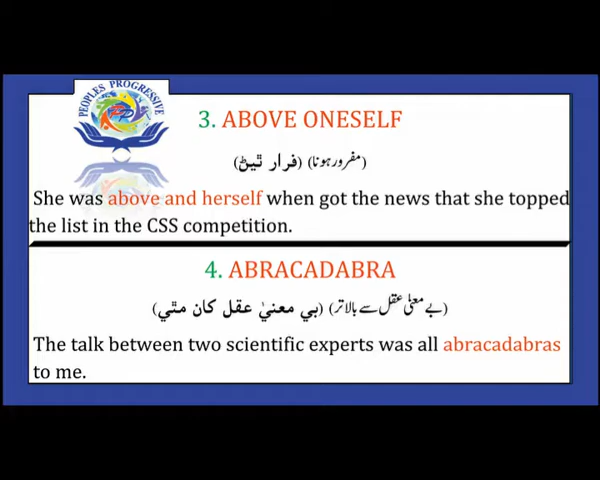 PEOPLES PROGRESSIVE
3. ABOVE ONESELF
(مفرور ہونا) (فرار ٿيڻ)
She was above and herself when got the news that she topped
the list in the CSS competition.
4. ABRACADABRA
(بے معنیٰ عقل سے بالاتر) (بي معنيٰ عقل کان مٿي)
The talk between two scientific experts was all abracadabras
to me.